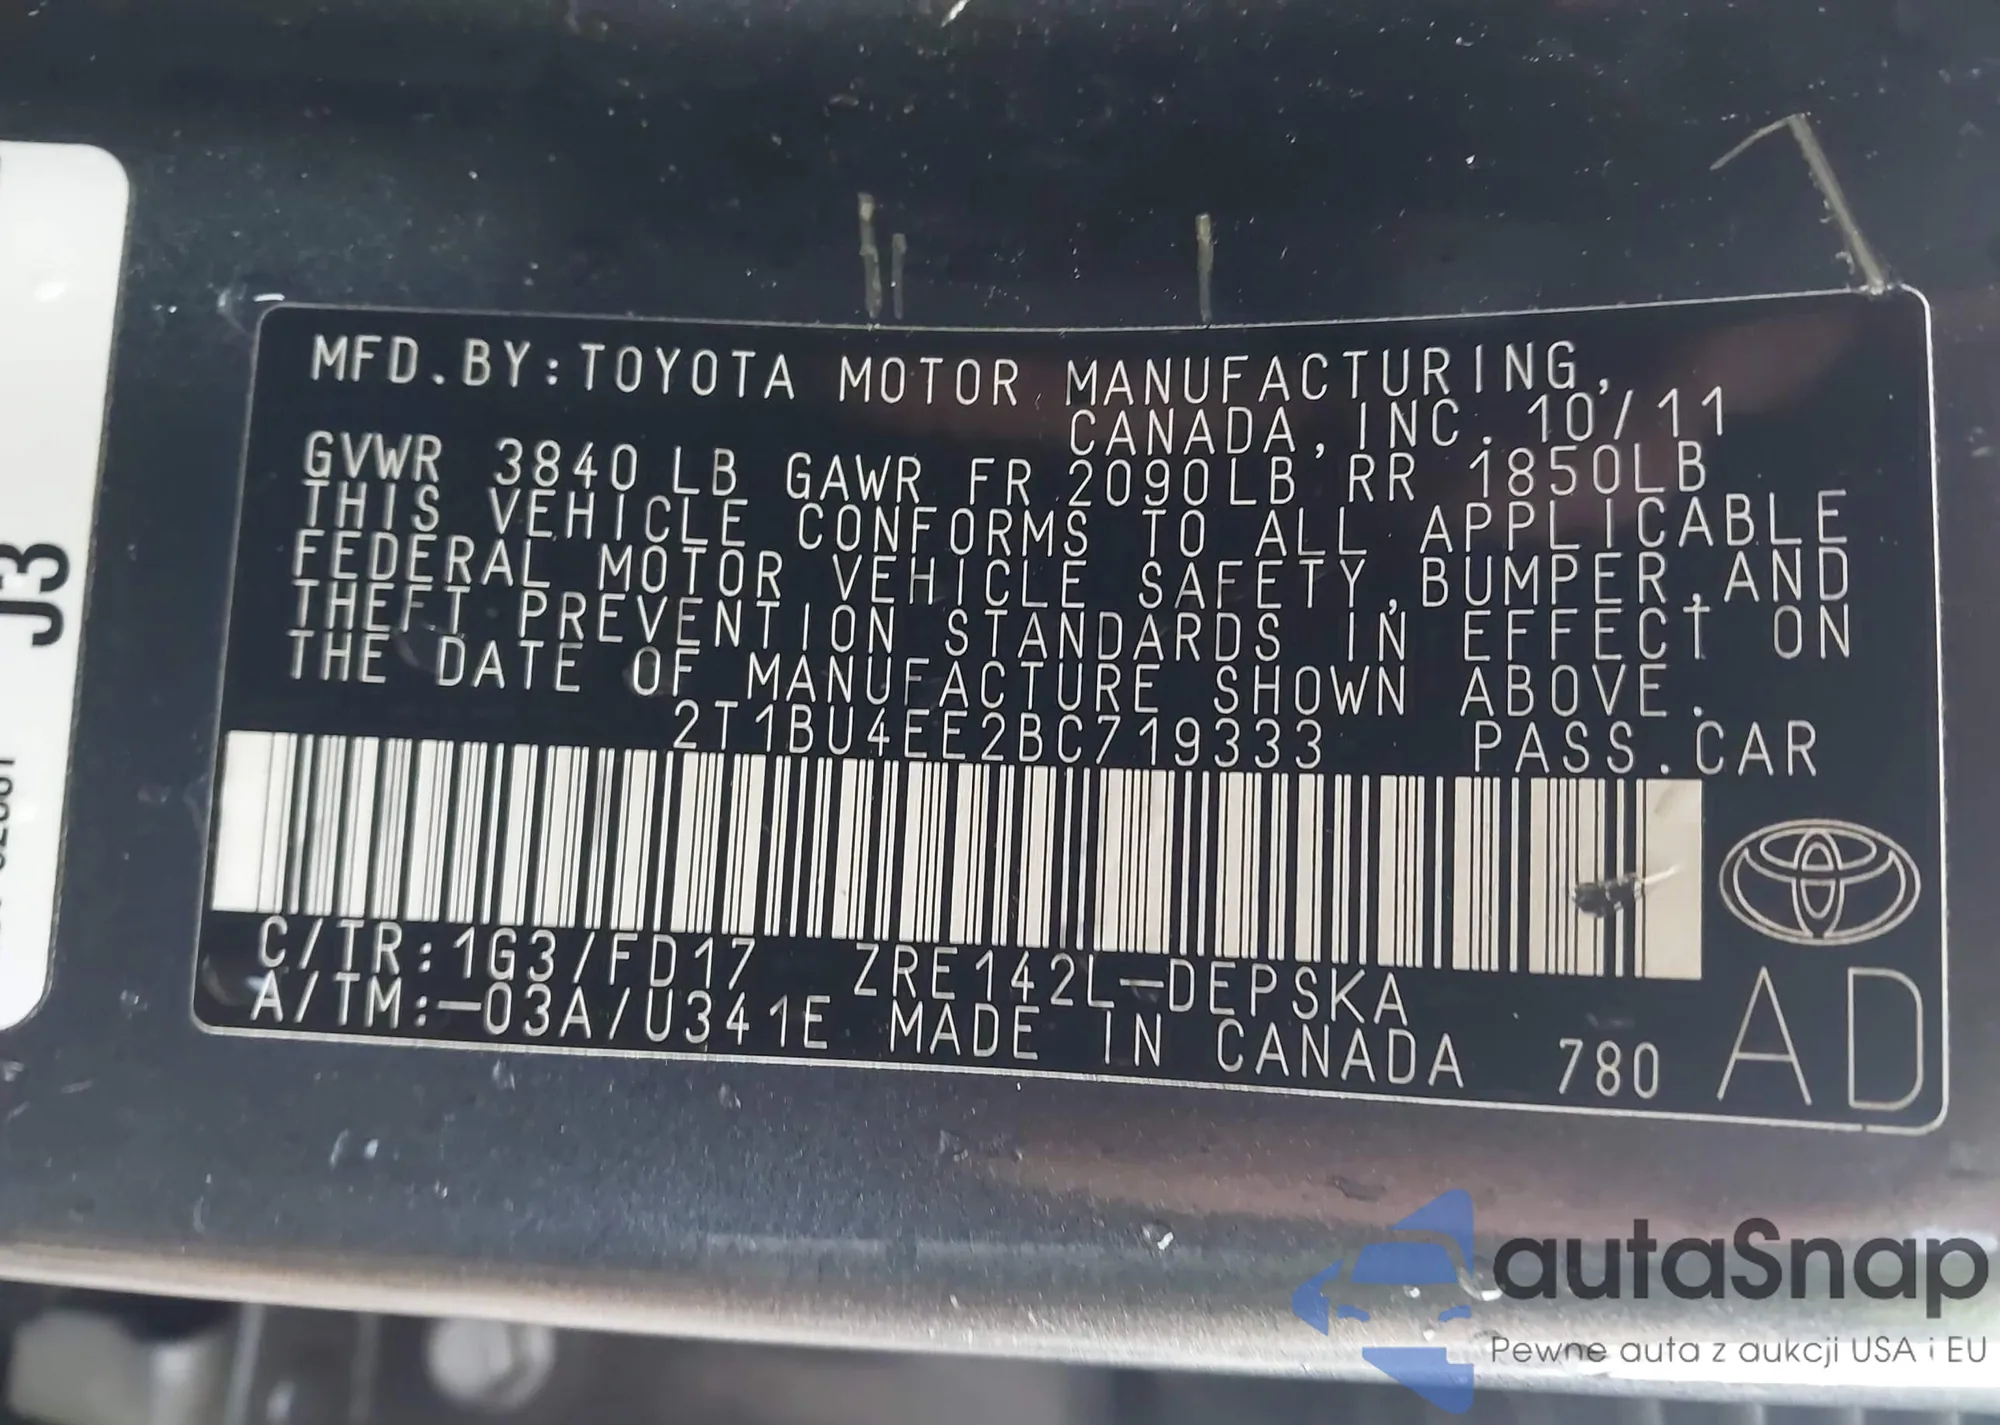 J3
MFD.BY:TOYOTA MOTOR MANUFACTURING,
CANADA,INC. 10/11
GVWR 3840LB GAWR FR 2090LB RR 1850LB
THIS VEHICLE CONFORMS TO ALL APPLICABLE
FEDERAL MOTOR VEHICLE SAFETY,BUMPER,AND
THEFT PREVENTION STANDARDS IN EFFECT ON
THE DATE OF MANUFACTURE SHOWN ABOVE.
2T1BU4EE2BC719333 PASS.CAR
C/TR:1G3/FD17 ZRE142L-DEPSKA
A/TM:-03A/U341E MADE IN CANADA 780 AD
autaSnap
Pewne auta z aukcji USA i EU